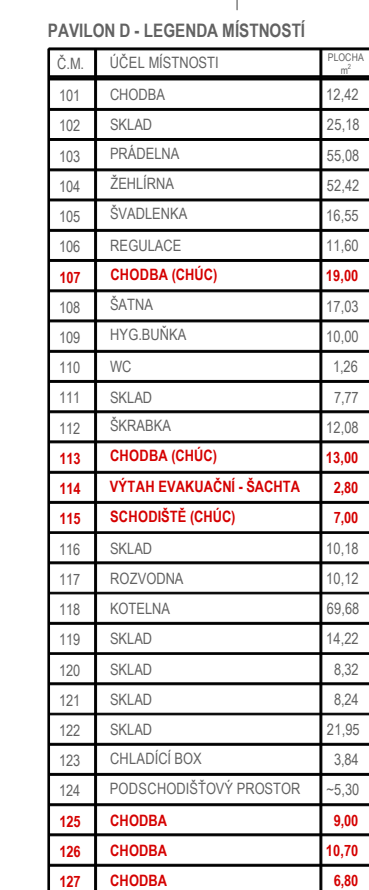 PAVILON D - LEGENDA MÍSTNOSTÍ
Č.M. ÚČEL MÍSTNOSTI PLOCHA m²
101 CHODBA 12,42
102 SKLAD 25,18
103 PRÁDELNA 55,08
104 ŽEHLÍRNA 52,42
105 ŠVADLENKA 16,55
106 REGULACE 11,60
107 CHODBA (CHÚC) 19,00
108 ŠATNA 17,03
109 HYG.BUŇKA 10,00
110 WC 1,26
111 SKLAD 7,77
112 ŠKRABKA 12,08
113 CHODBA (CHÚC) 13,00
114 VÝTAH EVAKUAČNÍ - ŠACHTA 2,80
115 SCHODIŠTĚ (CHÚC) 7,00
116 SKLAD 10,18
117 ROZVODNA 10,12
118 KOTELNA 69,68
119 SKLAD 14,22
120 SKLAD 8,32
121 SKLAD 8,24
122 SKLAD 21,95
123 CHLADÍCÍ BOX 3,84
124 PODSCHODIŠŤOVÝ PROSTOR ~5,30
125 CHODBA 9,00
126 CHODBA 10,70
127 CHODBA 6,80